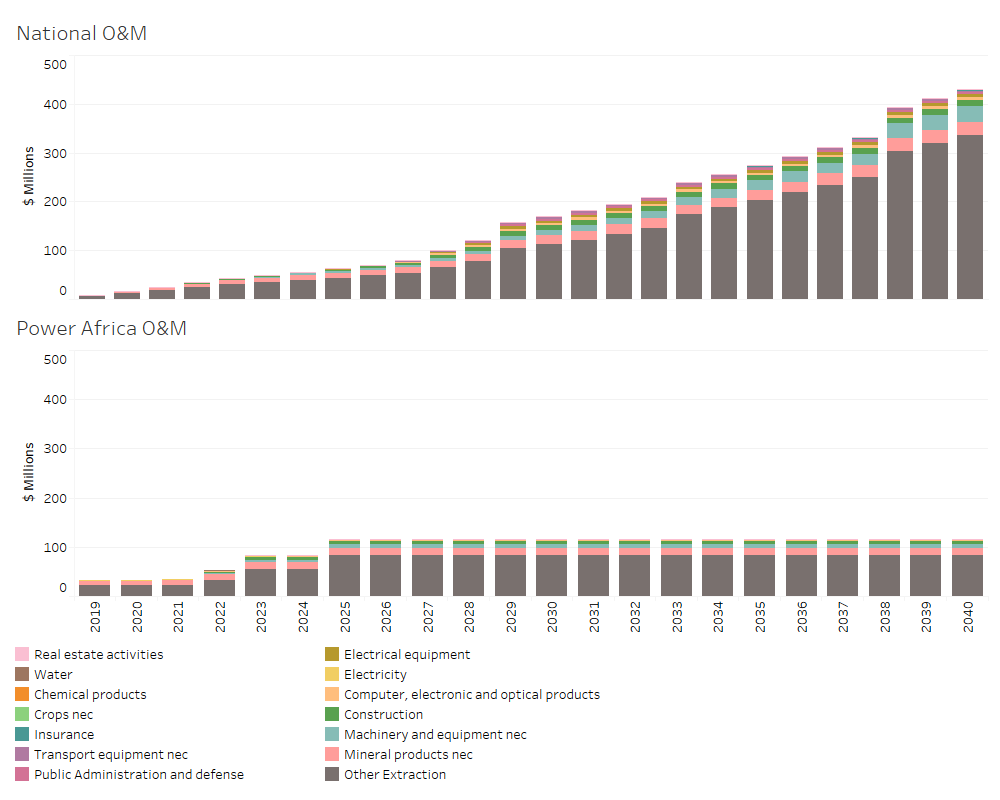 National O&M
500
400
300
200
100
0
$ Millions
Power Africa O&M
500
400
300
200
100
0
$ Millions
2019 2020 2021 2022 2023 2024 2025 2026 2027 2028 2029 2030 2031 2032 2033 2034 2035 2036 2037 2038 2039 2040
Real estate activities
Water
Chemical products
Crops nec
Insurance
Transport equipment nec
Public Administration and defense
Electrical equipment
Electricity
Computer, electronic and optical products
Construction
Machinery and equipment nec
Mineral products nec
Other Extraction